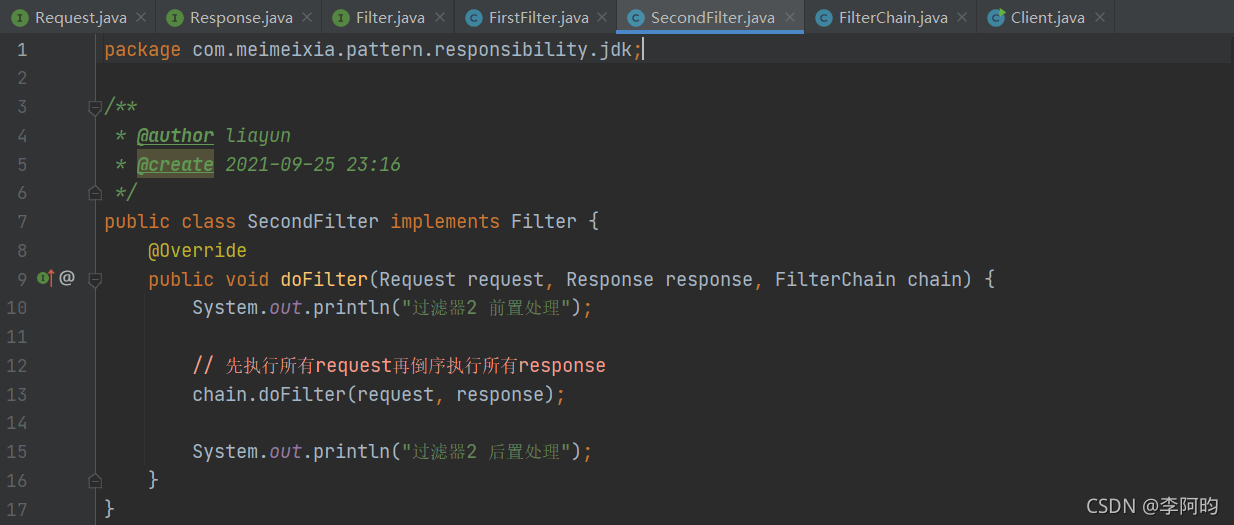 Request.java Response.java Filter.java FirstFilter.java SecondFilter.java FilterChain.java Client.java
1 package com.meimeixia.pattern.responsibility.jdk;
2
3 /**
4 * @author liayun
5 * @create 2021-09-25 23:16
6 */
7 public class SecondFilter implements Filter {
8 @Override
9 public void doFilter(Request request, Response response, FilterChain chain) {
10 System.out.println("过滤器2 前置处理");
11
12 // 先执行所有request再倒序执行所有response
13 chain.doFilter(request, response);
14
15 System.out.println("过滤器2 后置处理");
16 }
17 }
CSDN @李阿昀